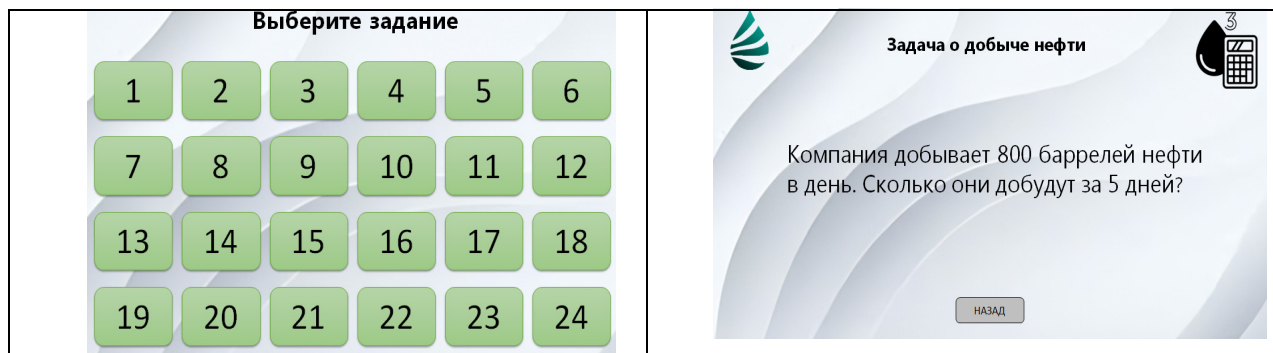 Выберите задание
1 2 3 4 5 6
7 8 9 10 11 12
13 14 15 16 17 18
19 20 21 22 23 24
3
Задача о добыче нефти
Компания добывает 800 баррелей нефти
в день. Сколько они добудут за 5 дней?
НАЗАД